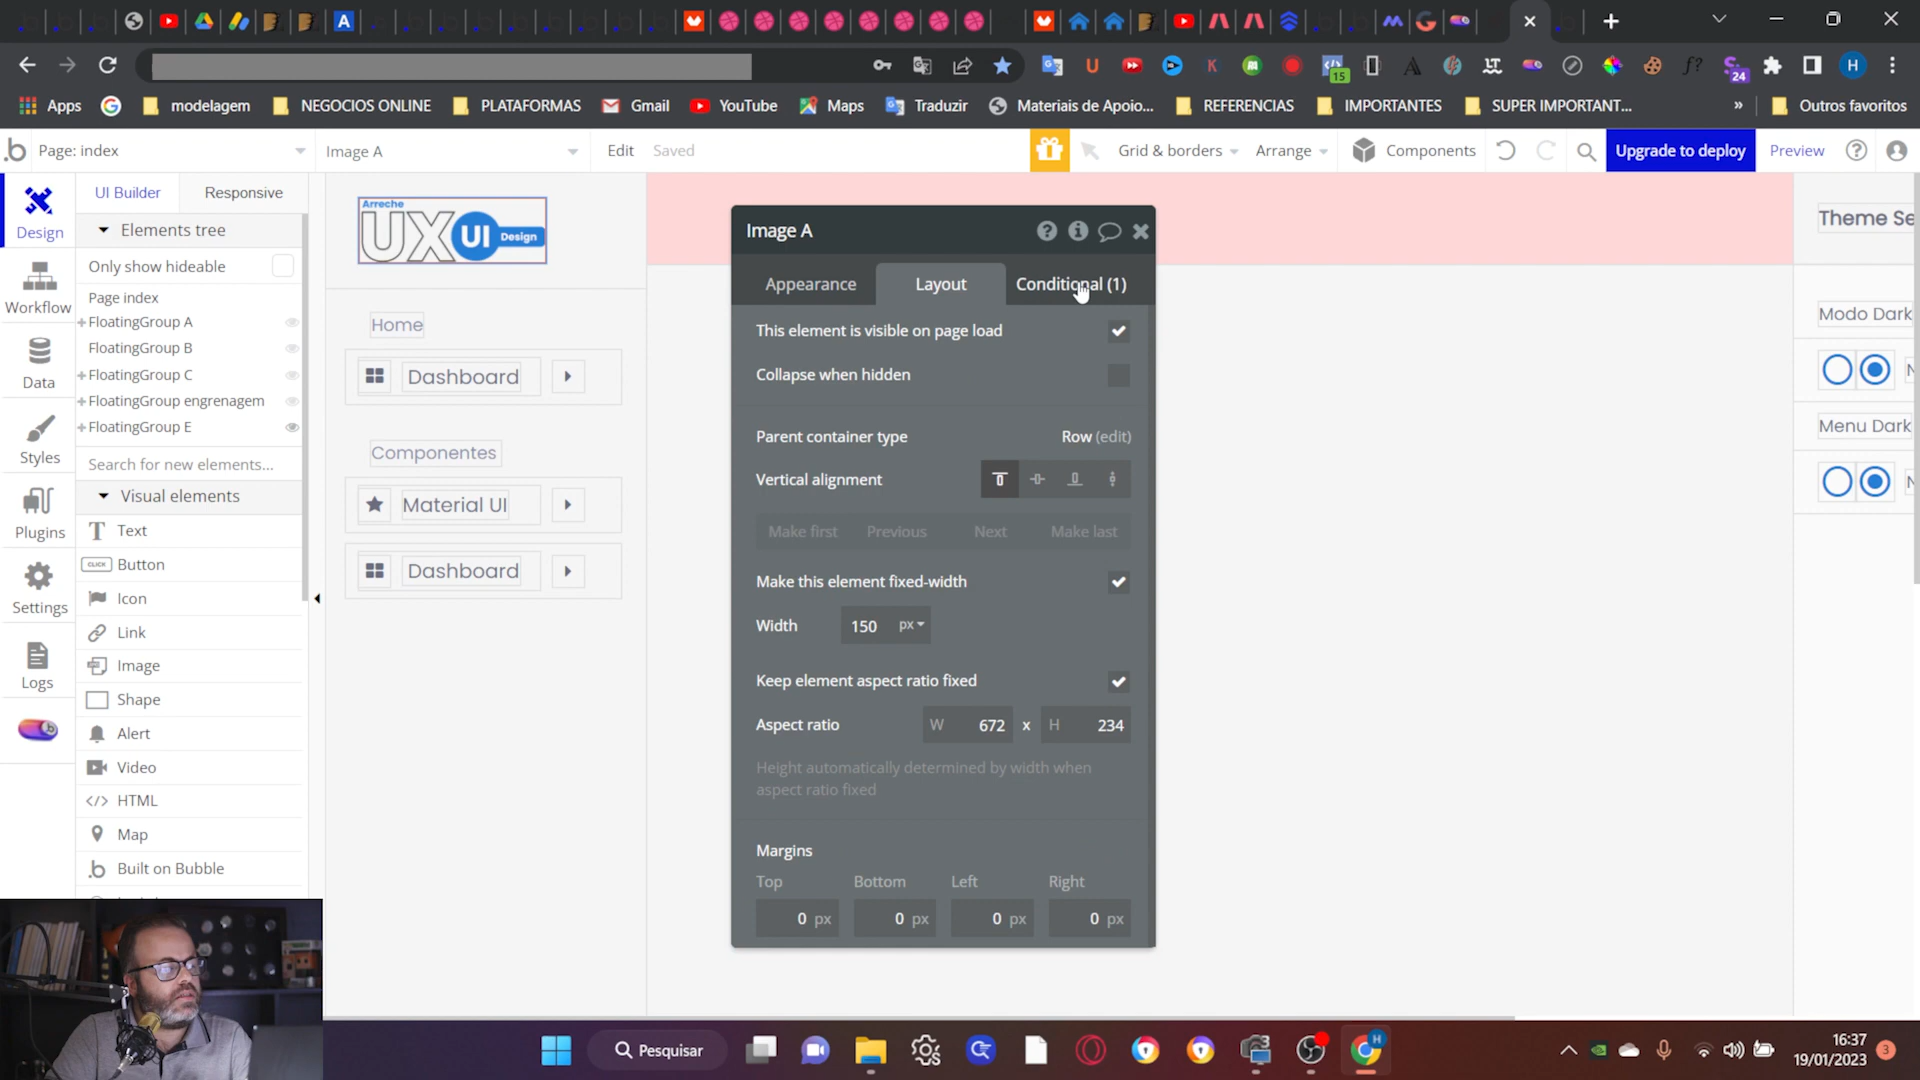 15
24
H
Apps
modelagem
NEGOCIOS ONLINE
PLATAFORMAS
Gmail
YouTube
Maps
Traduzir
Materiais de Apoio...
REFERENCIAS
IMPORTANTES
SUPER IMPORTANT...
»
Outros favoritos
Page: index
Image A
Edit
Saved
Grid & borders
Arrange
Components
Upgrade to deploy
Preview
Design
Workflow
Data
Styles
Plugins
Settings
Logs
UI Builder
Responsive
Elements tree
Only show hideable
Page index
FloatingGroup A
FloatingGroup B
FloatingGroup C
FloatingGroup engrenagem
FloatingGroup E
Search for new elements...
Visual elements
Text
CLICK Button
Icon
Link
Image
Shape
Alert
Video
HTML
Map
Built on Bubble
Arreche
UX UI Design
Home
Dashboard
Componentes
Material UI
Dashboard
Image A
Appearance
Layout
Conditional (1)
This element is visible on page load
Collapse when hidden
Parent container type
Row (edit)
Vertical alignment
Make first
Previous
Next
Make last
Make this element fixed-width
Width
150 px
Keep element aspect ratio fixed
Aspect ratio
W 672 x H 234
Height automatically determined by width when
aspect ratio fixed
Margins
Top
Bottom
Left
Right
0 px
0 px
0 px
0 px
Theme Se
Modo Dark
N
Menu Dark
N
Pesquisar
H
16:37
19/01/2023
3